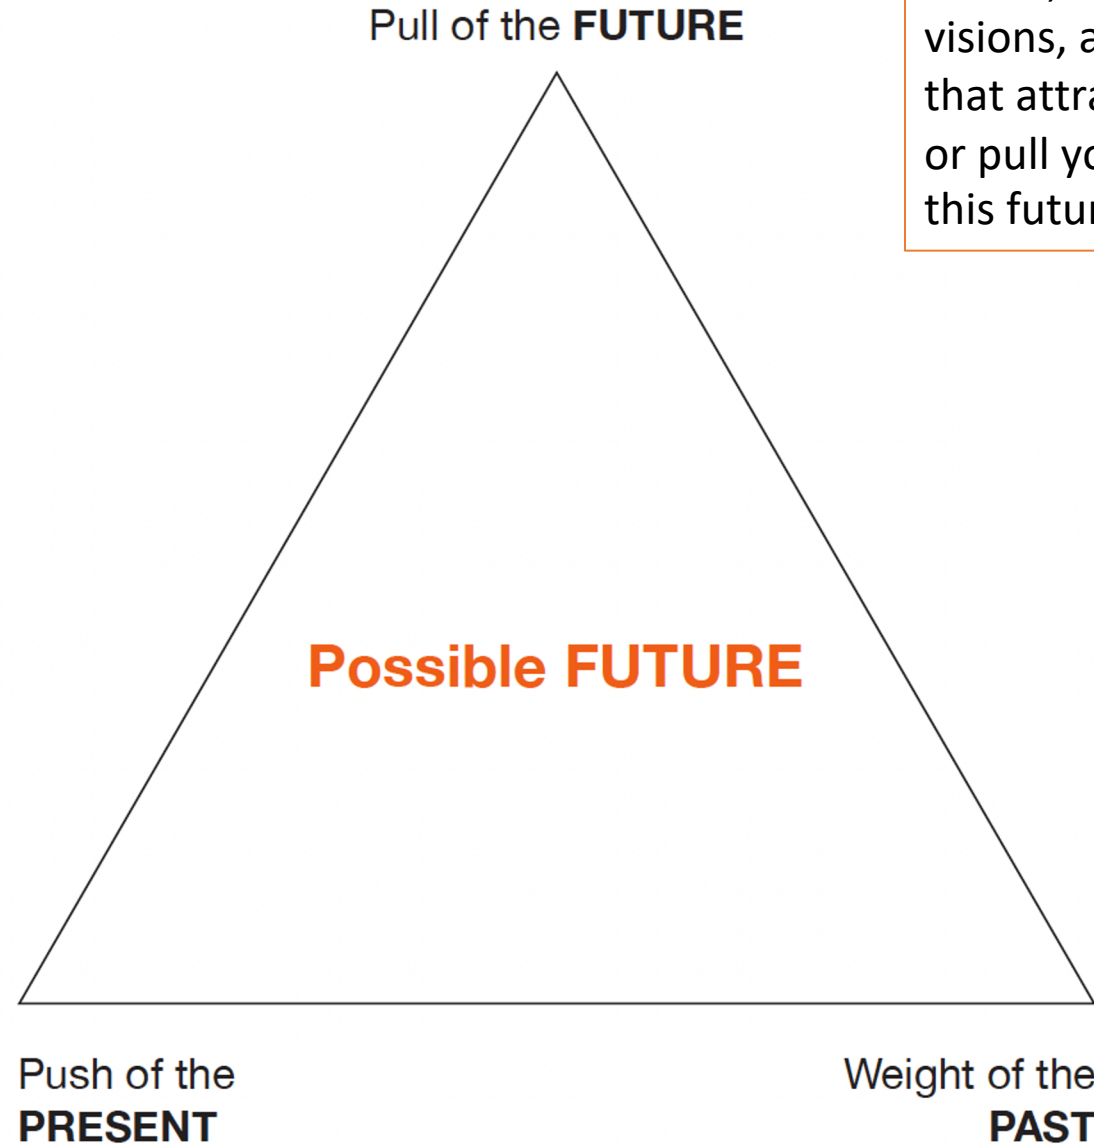 Pull of the FUTURE
visions, a
that attra
or pull yo
this futur
Possible FUTURE
Push of the
PRESENT
Weight of the
PAST